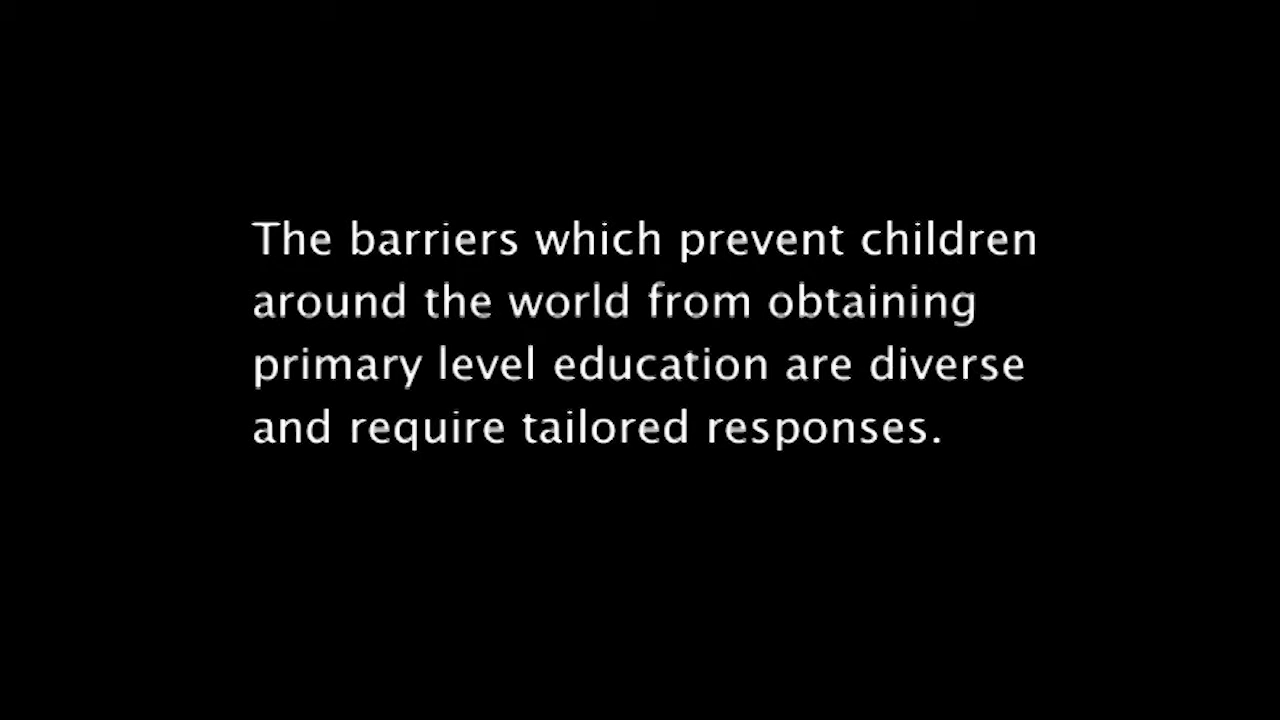 The barriers which prevent children
around the world from obtaining
primary level education are diverse
and require tailored responses.